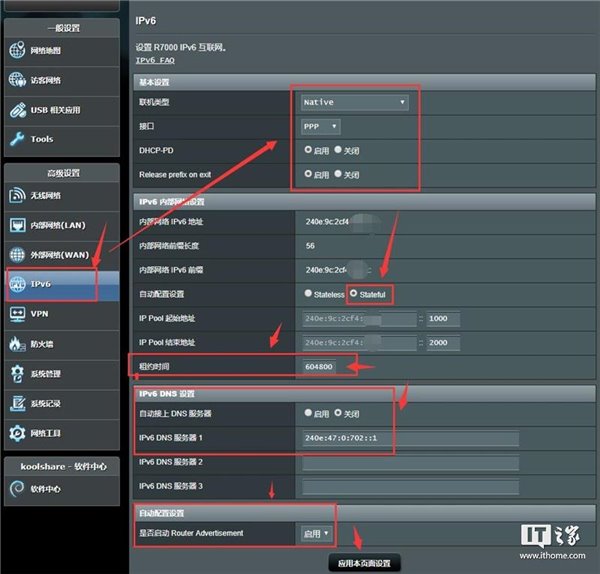 IPv6
一般设置
设置 R7000 IPv6 互联网。
网络地图
IPv6 FAQ
访客网络
USB 相关应用
Tools
基本设置
联机类型 Native
接口 PPP
DHCP-PD 启用 关闭
Release prefix on exit 启用 关闭
高级设置
无线网络
内部网络(LAN)
外部网络(WAN)
IPv6
VPN
防火墙
系统管理
系统记录
网络工具
koolshare - 软件中心
软件中心
IPv6 内部网络设置
内部网络 IPv6 地址 240e:9c:2cf4
内部网络前缀长度 56
内部网络 IPv6 前缀 240e:9c:2cf
自动配置设置 Stateless Stateful
IP Pool 起始地址 240e:9c:2cf4: :: 1000
IP Pool 结束地址 240e:9c:2cf4: :: 2000
租约时间 604800
IPv6 DNS 设置
自动接上 DNS 服务器 启用 关闭
IPv6 DNS 服务器 1 240e:47:0:702::1
IPv6 DNS 服务器 2
IPv6 DNS 服务器 3
自动配置设置
是否启动 Router Advertisement 启用
应用本页面设置
IT之家
www.ithome.com